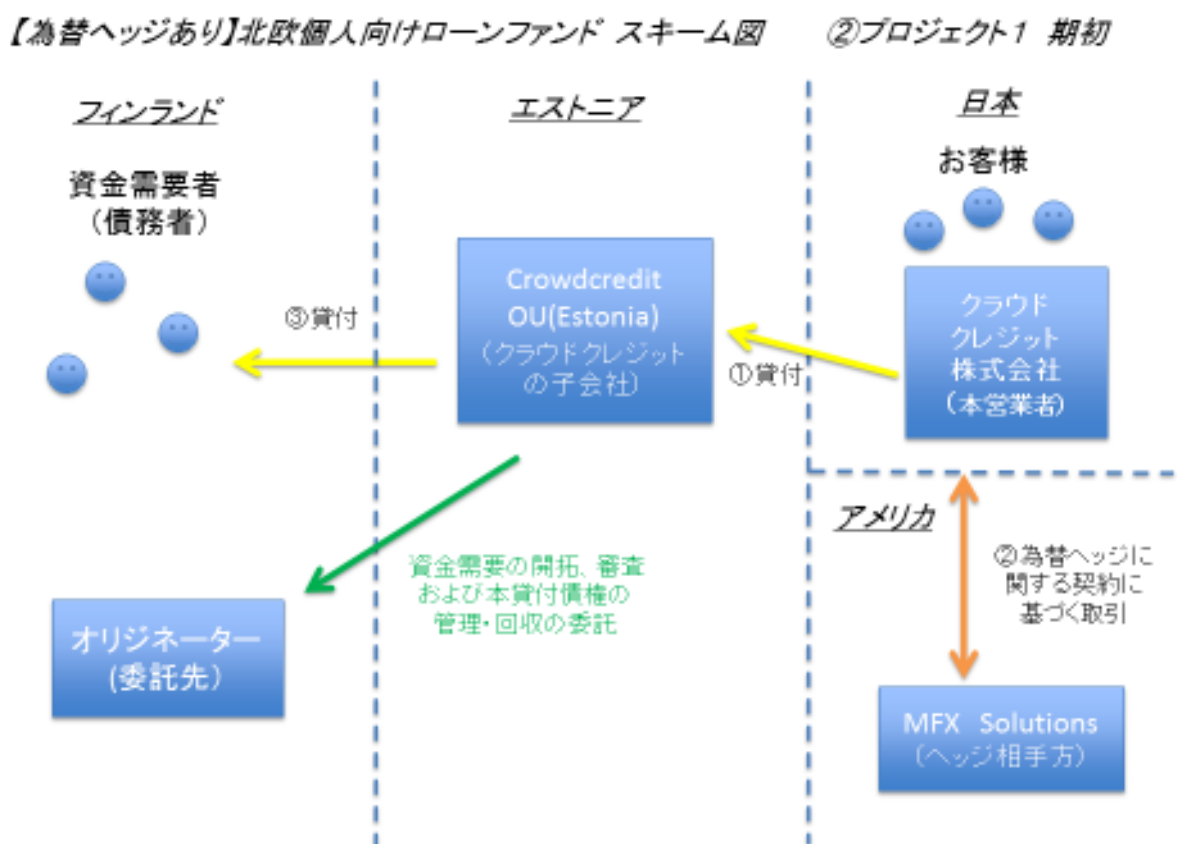 【為替ヘッジあり】北欧個人向けローンファンド スキーム図 ②プロジェクト1 期初
フィンランド
エストニア
日本
資金需要者
（債務者）
お客様
Crowdcredit
OU(Estonia)
（クラウドクレジット
の子会社）
クラウド
クレジット
株式会社
（本営業者）
③貸付
①貸付
アメリカ
②為替ヘッジに
関する契約に
基づく取引
資金需要の開拓、審査
および本貸付債権の
管理・回収の委託
オリジネーター
(委託先）
MFX Solutions
（ヘッジ相手方）